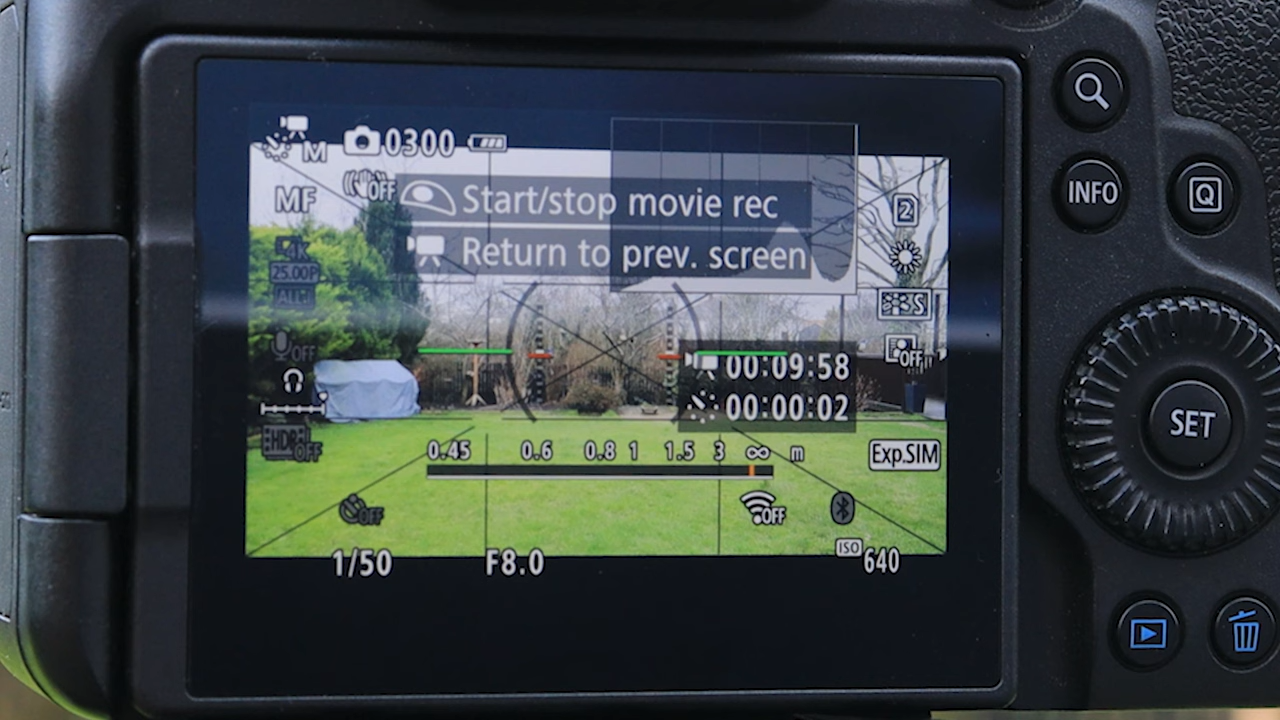 M 0300
MF OFF
Start/stop movie rec
Return to prev. screen
2
4K
25.00P
ALL-I
S
OFF
OFF
00:09:58
00:00:02
HDR OFF
0.45 0.6 0.8 1 1.5 3 ∞ m
Exp.SIM
OFF OFF
1/50 F8.0 ISO 640
INFO
Q
SET